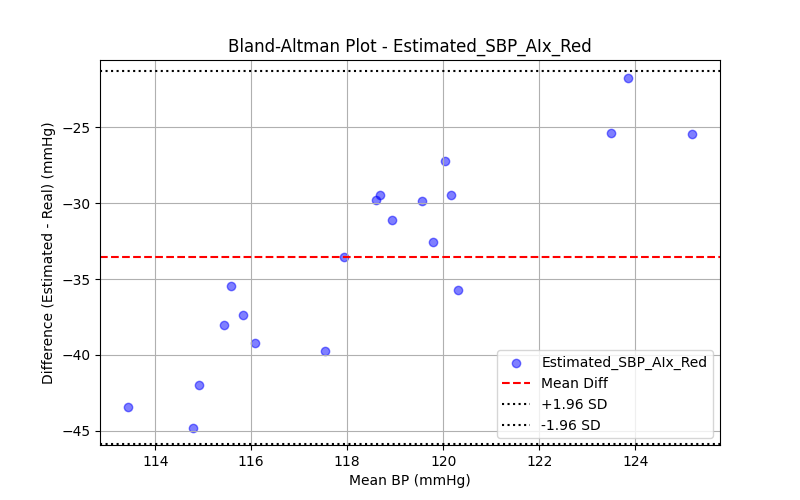 Bland-Altman Plot - Estimated_SBP_AIx_Red
Difference (Estimated - Real) (mmHg)
−25
−30
−35
−40
−45
Estimated_SBP_AIx_Red
Mean Diff
+1.96 SD
-1.96 SD
114 116 118 119 120 122 124
Mean BP (mmHg)